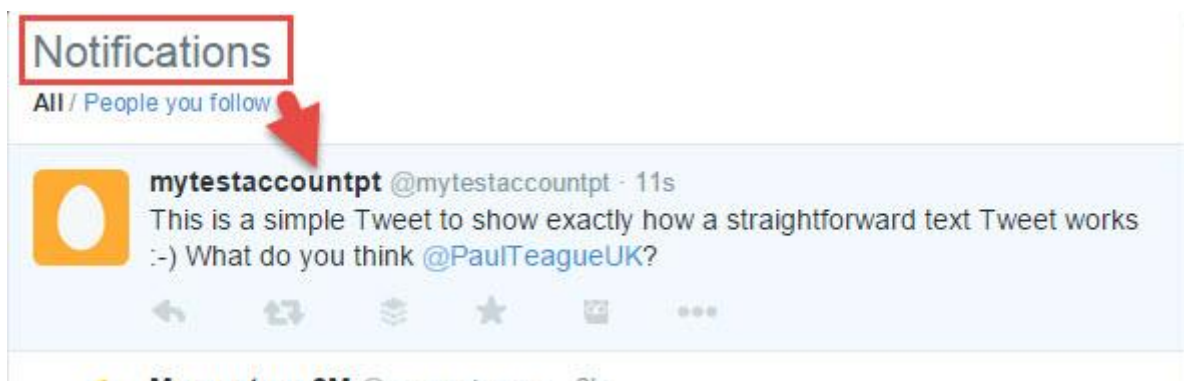 Notifications
All / People you follow
mytestaccountpt @mytestaccountpt · 11s
This is a simple Tweet to show exactly how a straightforward text Tweet works
:-) What do you think @PaulTeagueUK?